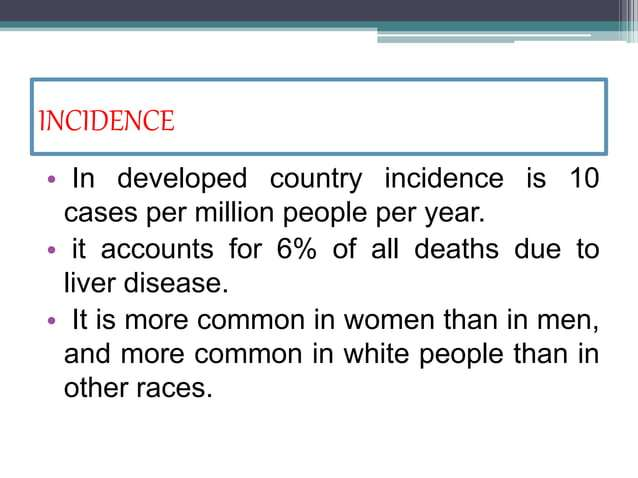 INCIDENCE
• In developed country incidence is 10
cases per million people per year.
• it accounts for 6% of all deaths due to
liver disease.
• It is more common in women than in men,
and more common in white people than in
other races.